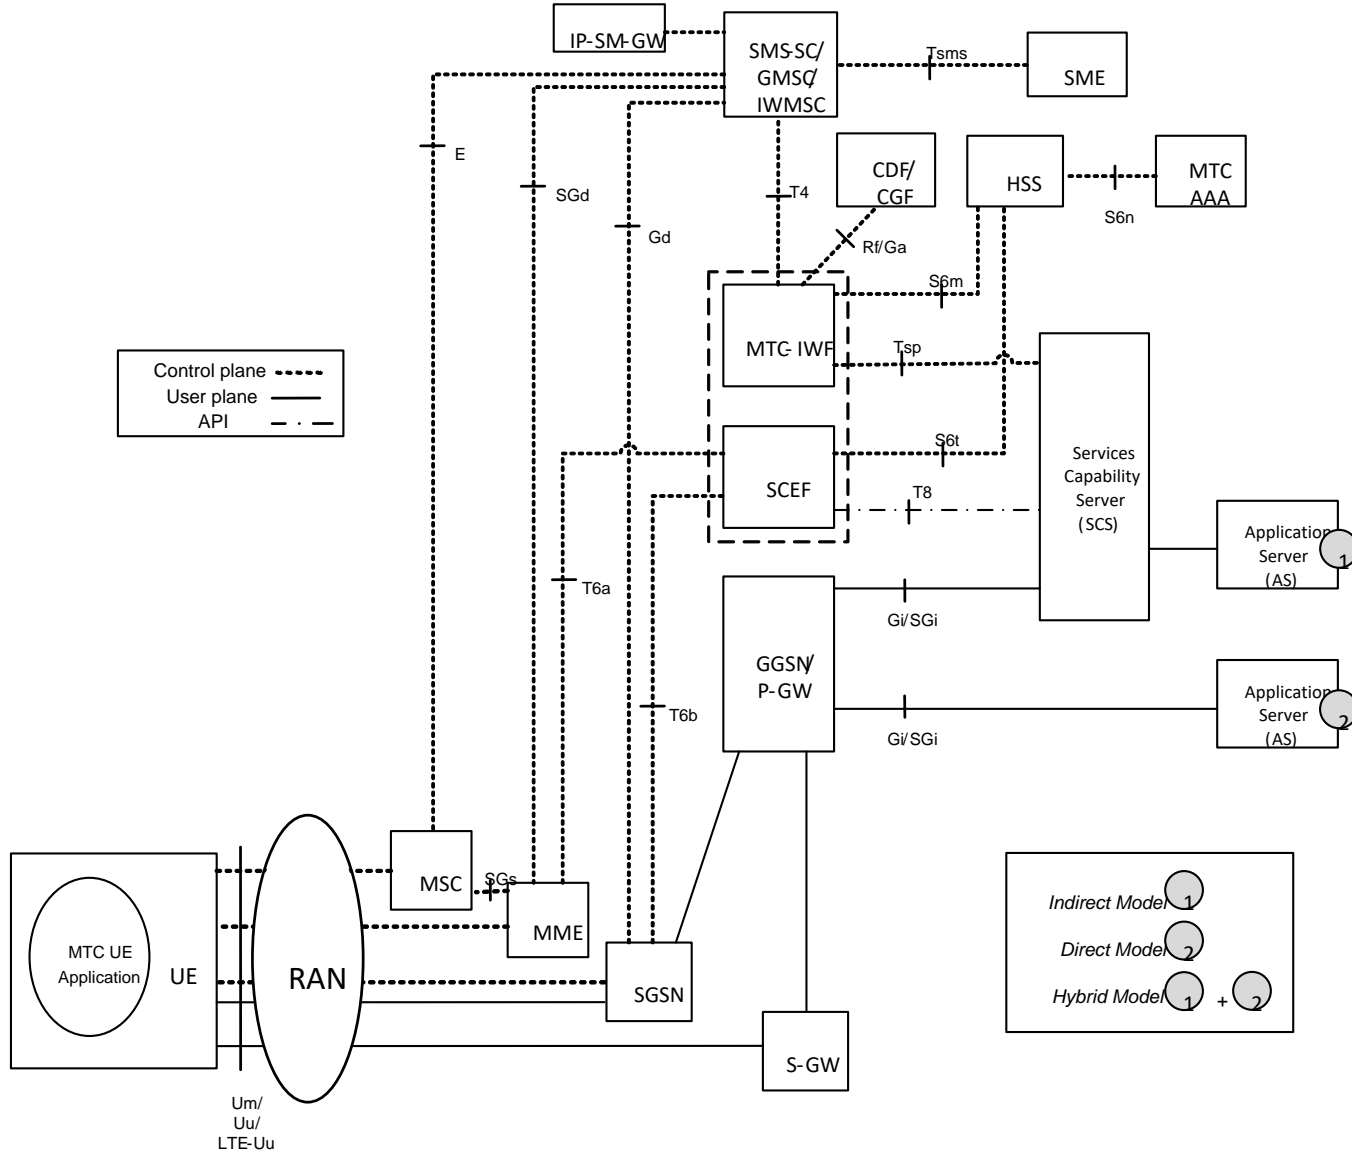 IP-SM-GW
SMS-SC/
GMSC/
IWMSC
Tsms
SME
E
SGd
Gd
T4
CDF/
CGF
Rf/Ga
HSS
S6n
MTC
AAA
S6m
MTC-IWF
Tsp
Control plane
User plane
API
S6t
SCEF
T8
Services
Capability
Server
(SCS)
Application
Server
(AS)
1
T6a
Gi/SGi
GGSN/
P-GW
T6b
Gi/SGi
Application
Server
(AS)
2
MSC
SGs
MME
MTC UE
Application
UE
RAN
SGSN
S-GW
Um/
Uu/
LTE-Uu
Indirect Model 1
Direct Model 2
Hybrid Model 1 + 2